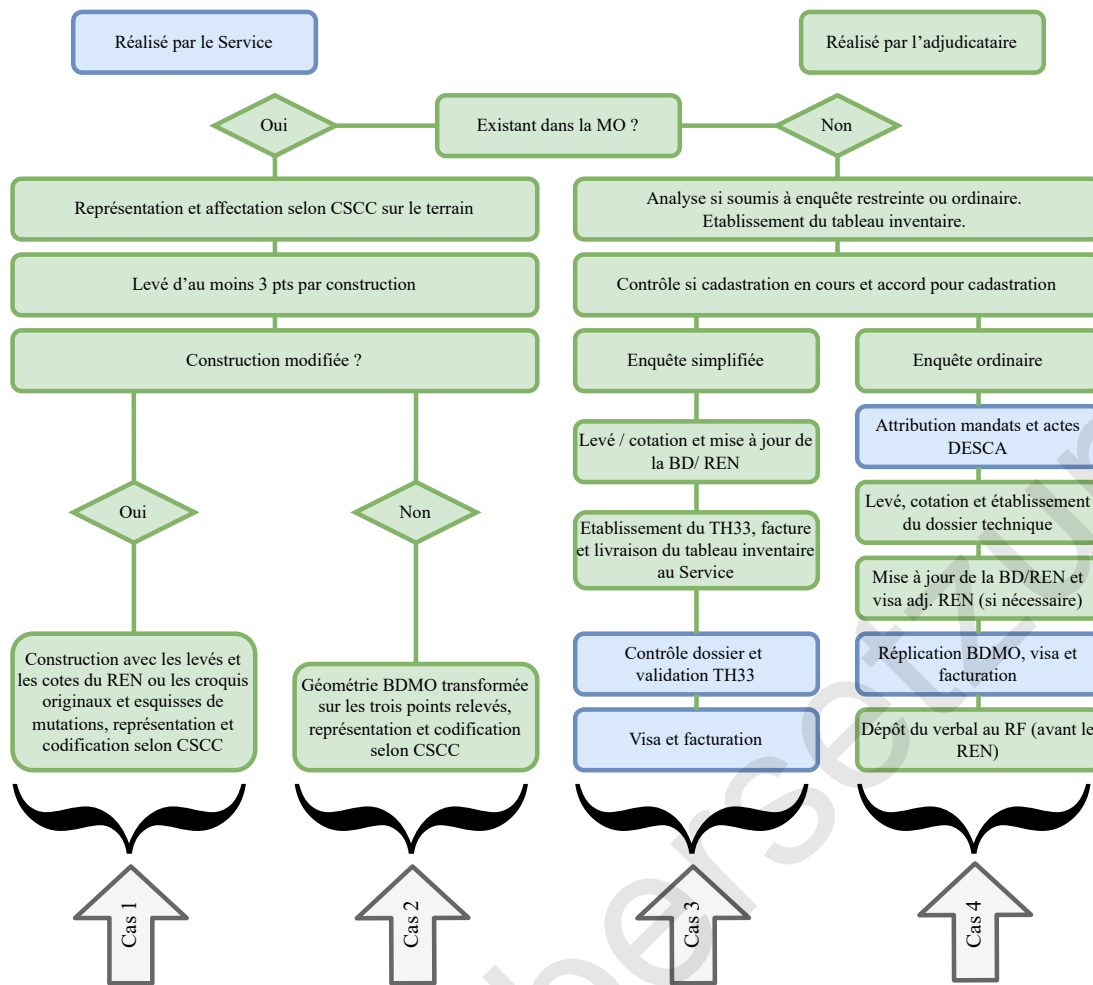 Réalisé par le Service
Réalisé par l’adjudicataire
Oui
Existant dans la MO ?
Non
Représentation et affectation selon CSCC sur le terrain
Levé d’au moins 3 pts par construction
Construction modifiée ?
Oui
Non
Construction avec les levés et
les cotes du REN ou les croquis
originaux et esquisses de
mutations, représentation et
codification selon CSCC
Géométrie BDMO transformée
sur les trois points relevés,
représentation et codification
selon CSCC
Analyse si soumis à enquête restreinte ou ordinaire.
Etablissement du tableau inventaire.
Contrôle si cadastration en cours et accord pour cadastration
Enquête simplifiée
Levé / cotation et mise à jour de
la BD/ REN
Etablissement du TH33, facture
et livraison du tableau inventaire
au Service
Contrôle dossier et
validation TH33
Visa et facturation
Enquête ordinaire
Attribution mandats et actes
DESCA
Levé, cotation et établissement
du dossier technique
Mise à jour de la BD/REN et
visa adj. REN (si nécessaire)
Réplication BDMO, visa et
facturation
Dépôt du verbal au RF (avant le
REN)
Cas 1
Cas 2
Cas 3
Cas 4